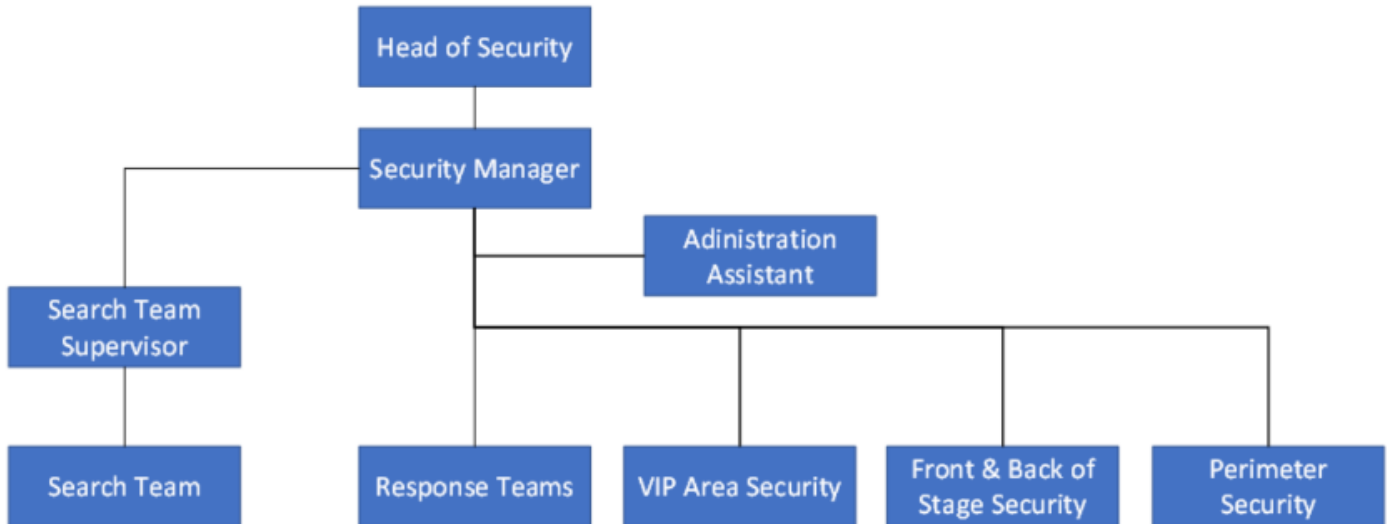 Head of Security
Security Manager
Adinistration
Assistant
Search Team
Supervisor
Search Team
Response Teams
VIP Area Security
Front & Back of
Stage Security
Perimeter
Security